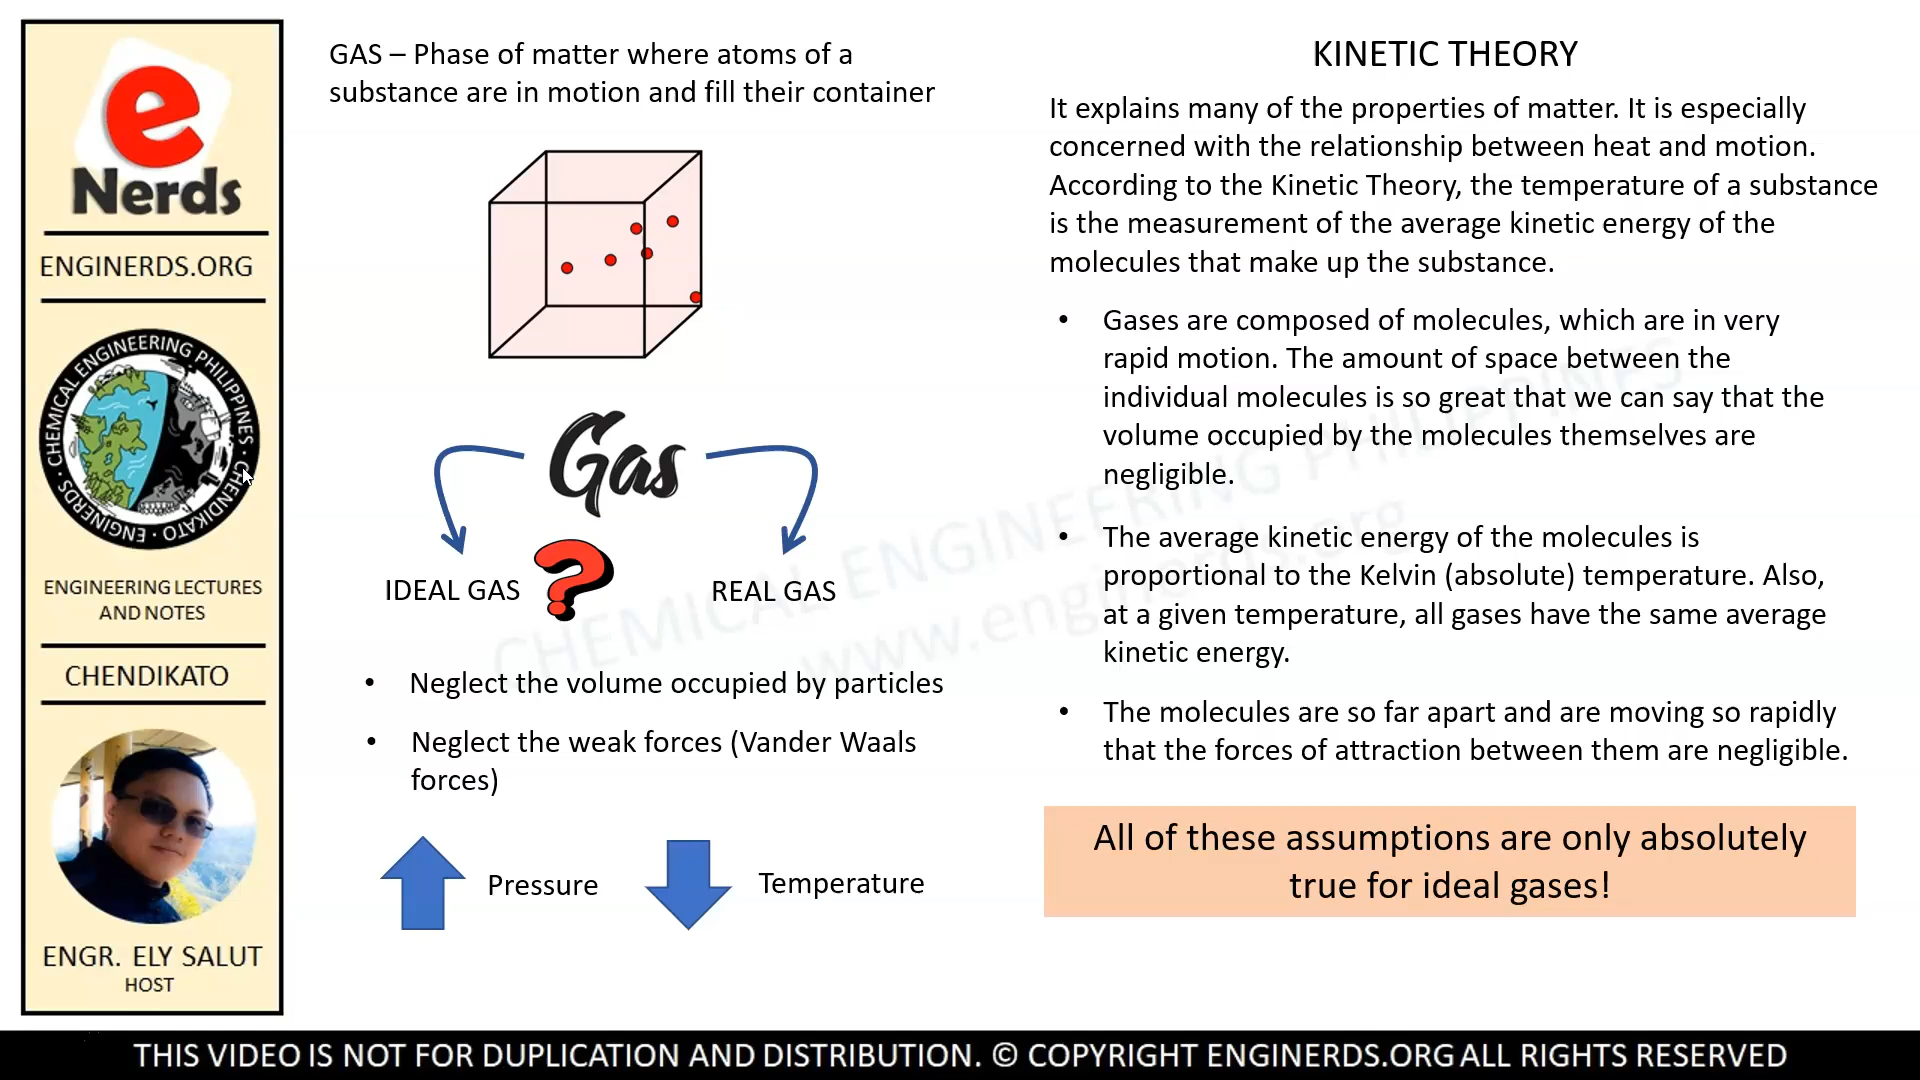 e
Nerds
ENGINERDS.ORG
CHEMICAL ENGINEERING PHILIPPINES · CHENDIKATO · ENGINERDS ·
ENGINEERING LECTURES
AND NOTES
CHENDIKATO
ENGR. ELY SALUT
HOST
GAS – Phase of matter where atoms of a
substance are in motion and fill their container
Gas
IDEAL GAS
?
REAL GAS
• Neglect the volume occupied by particles
• Neglect the weak forces (Vander Waals
forces)
Pressure
Temperature
KINETIC THEORY
It explains many of the properties of matter. It is especially
concerned with the relationship between heat and motion.
According to the Kinetic Theory, the temperature of a substance
is the measurement of the average kinetic energy of the
molecules that make up the substance.
• Gases are composed of molecules, which are in very
rapid motion. The amount of space between the
individual molecules is so great that we can say that the
volume occupied by the molecules themselves are
negligible.
• The average kinetic energy of the molecules is
proportional to the Kelvin (absolute) temperature. Also,
at a given temperature, all gases have the same average
kinetic energy.
• The molecules are so far apart and are moving so rapidly
that the forces of attraction between them are negligible.
All of these assumptions are only absolutely
true for ideal gases!
CHEMICAL ENGINEERING PHILIPPINES
www.enginerds.org
THIS VIDEO IS NOT FOR DUPLICATION AND DISTRIBUTION. © COPYRIGHT ENGINERDS.ORG ALL RIGHTS RESERVED